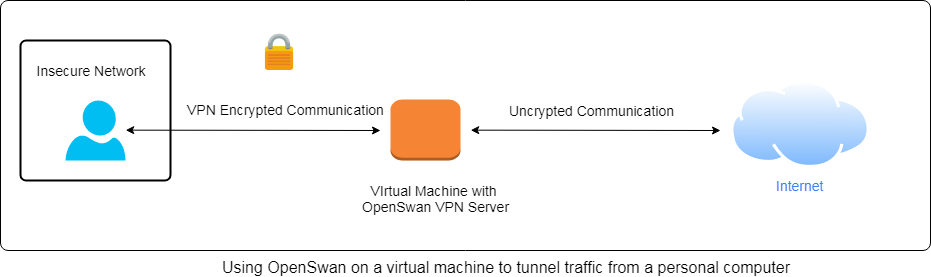 Insecure Network
VPN Encrypted Communication
Uncrypted Communication
VIrtual Machine with
OpenSwan VPN Server
Internet
Using OpenSwan on a virtual machine to tunnel traffic from a personal computer